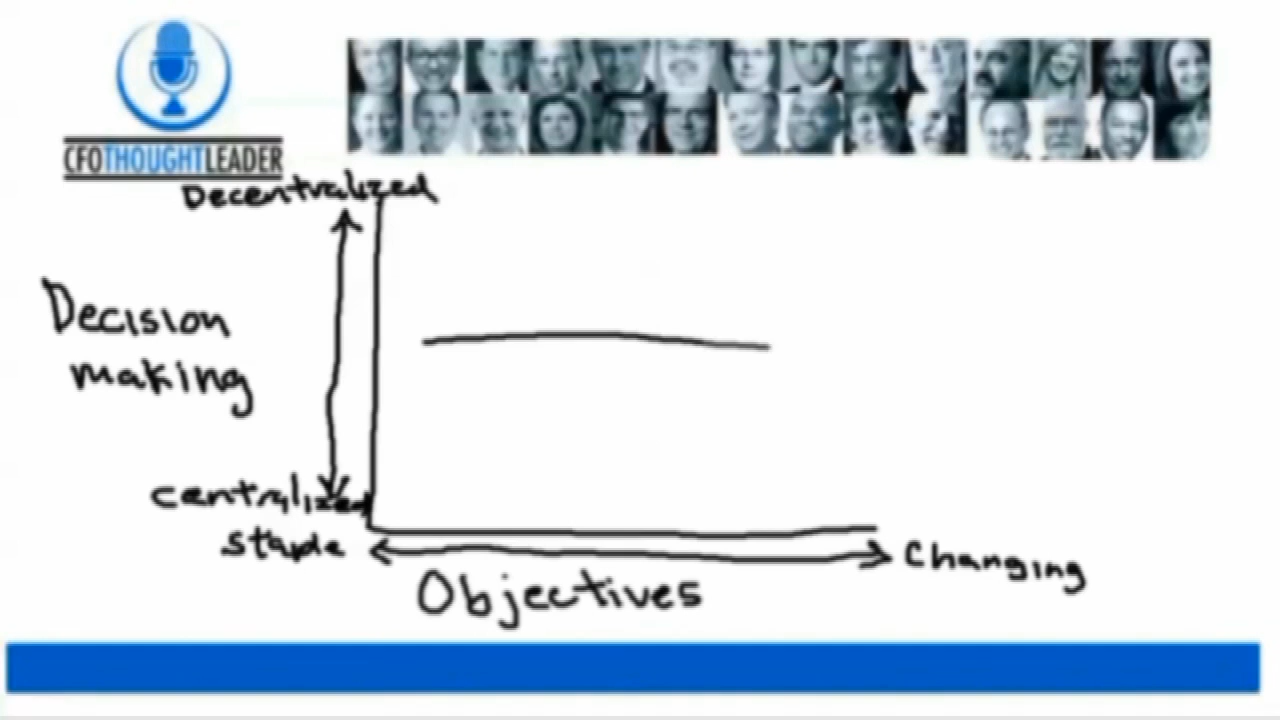 CFOTHOUGHTLEADER
Decentralized
Decision
making
centralized
stable
Changing
Objectives